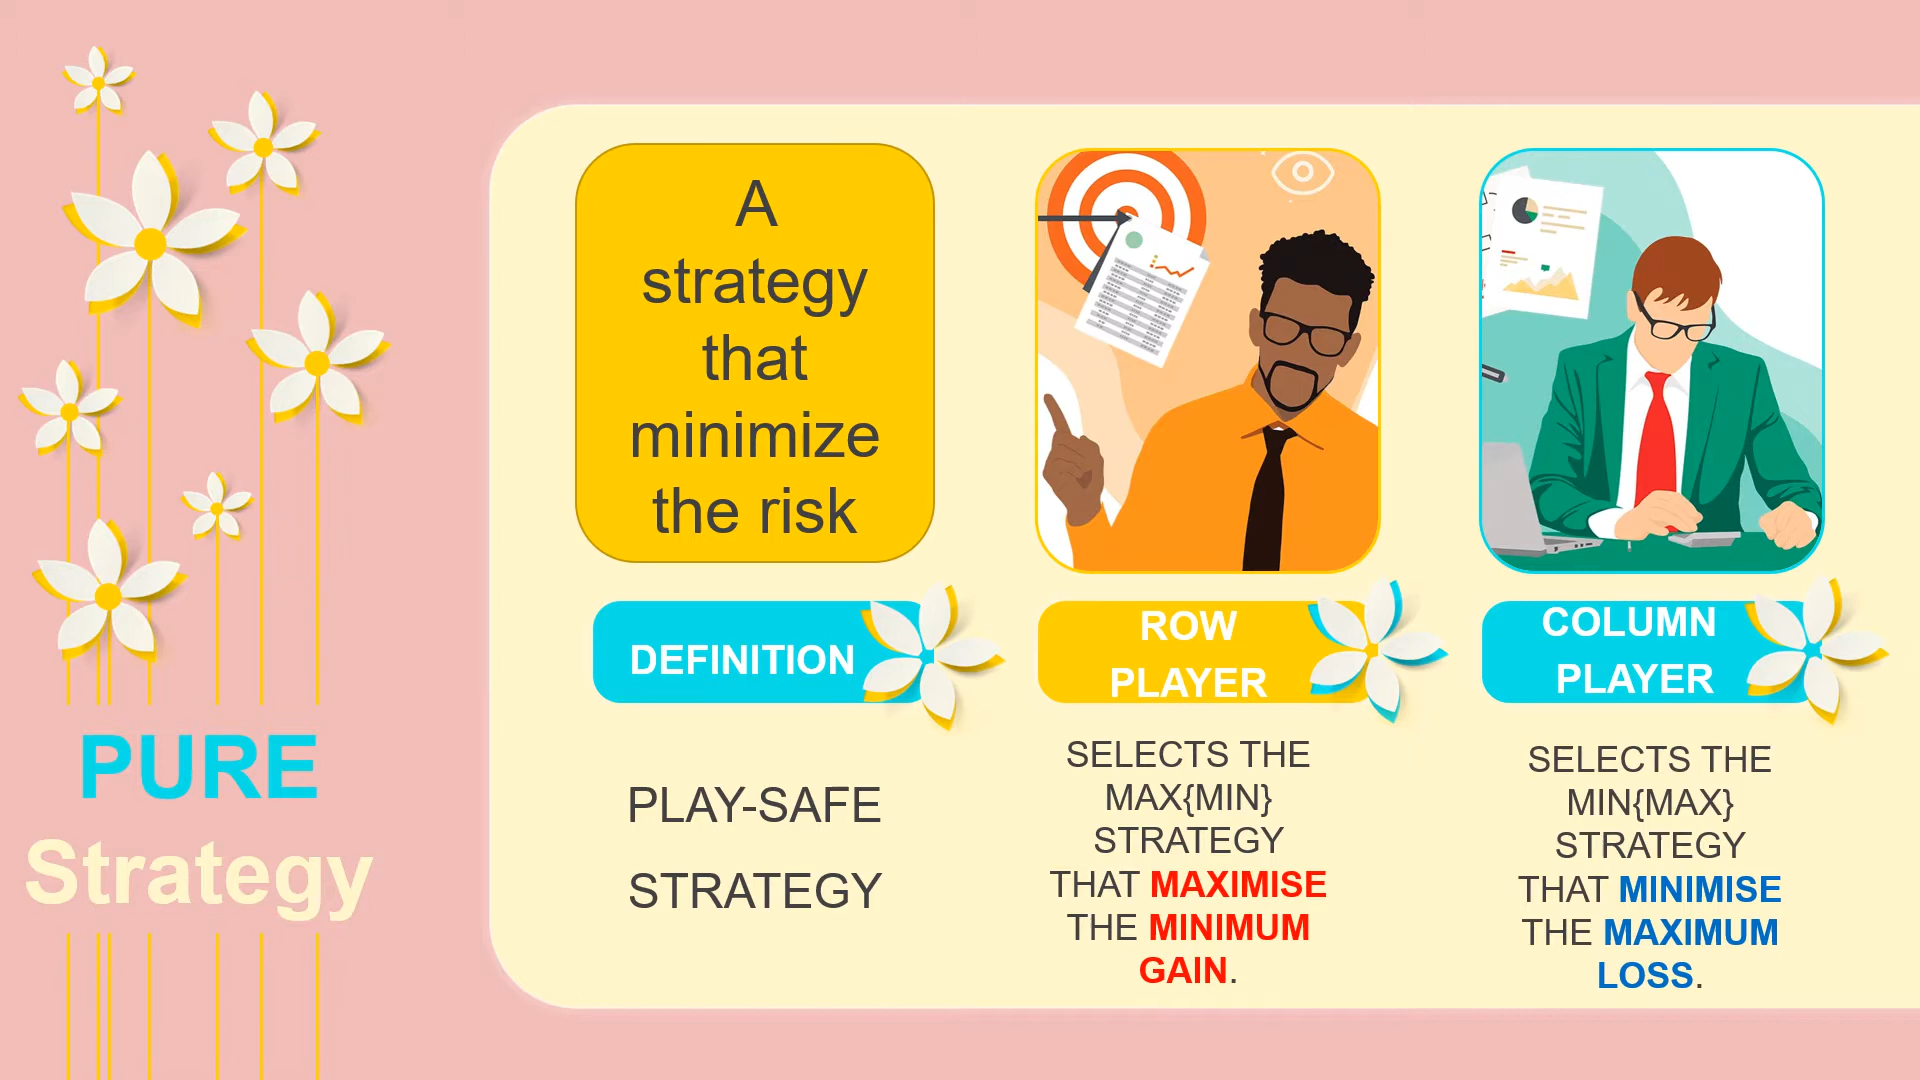 PURE
Strategy
A
strategy
that
minimize
the risk
DEFINITION
PLAY-SAFE
STRATEGY
ROW
PLAYER
SELECTS THE
MAX{MIN}
STRATEGY
THAT MAXIMISE
THE MINIMUM
GAIN.
COLUMN
PLAYER
SELECTS THE
MIN{MAX}
STRATEGY
THAT MINIMISE
THE MAXIMUM
LOSS.